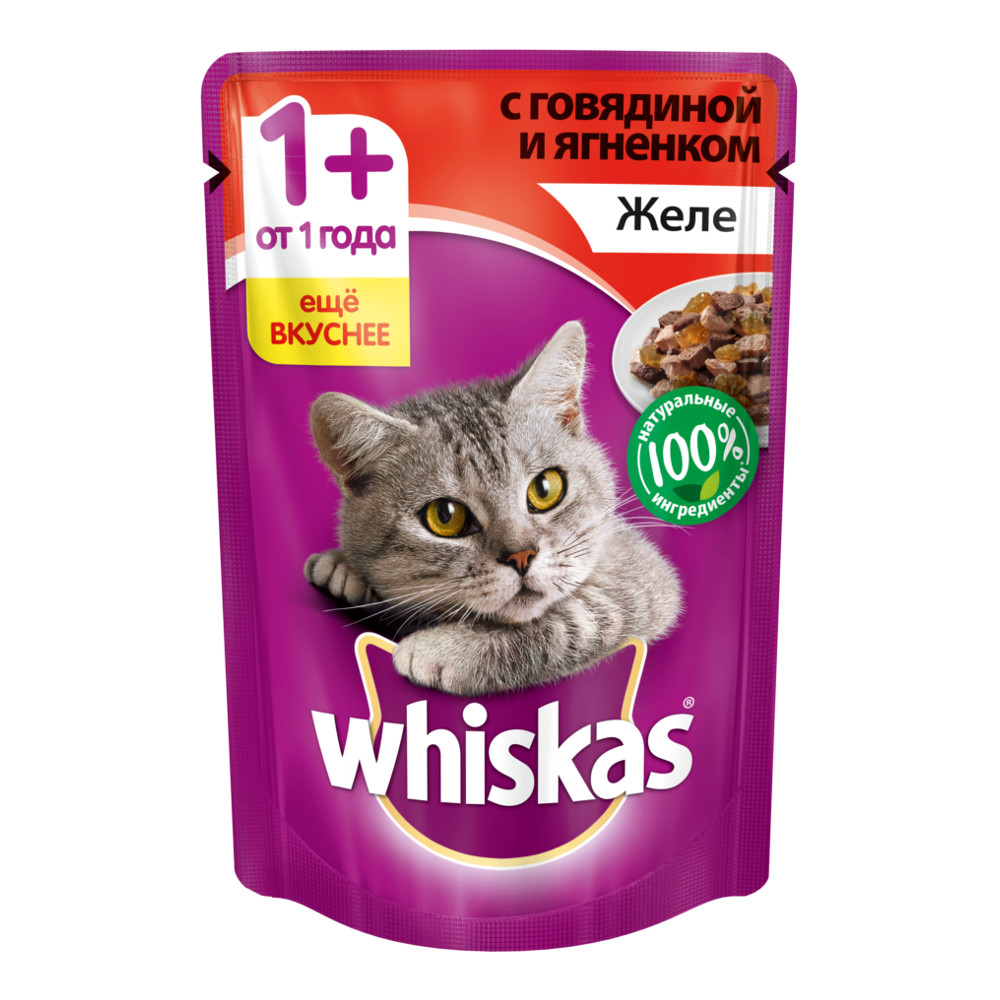 1+
от 1 года
ещё
ВКУСНЕЕ
С ГОВЯДИНОЙ
И ЯГНЕНКОМ
Желе
натуральные
100%
ингредиенты
whiskas®